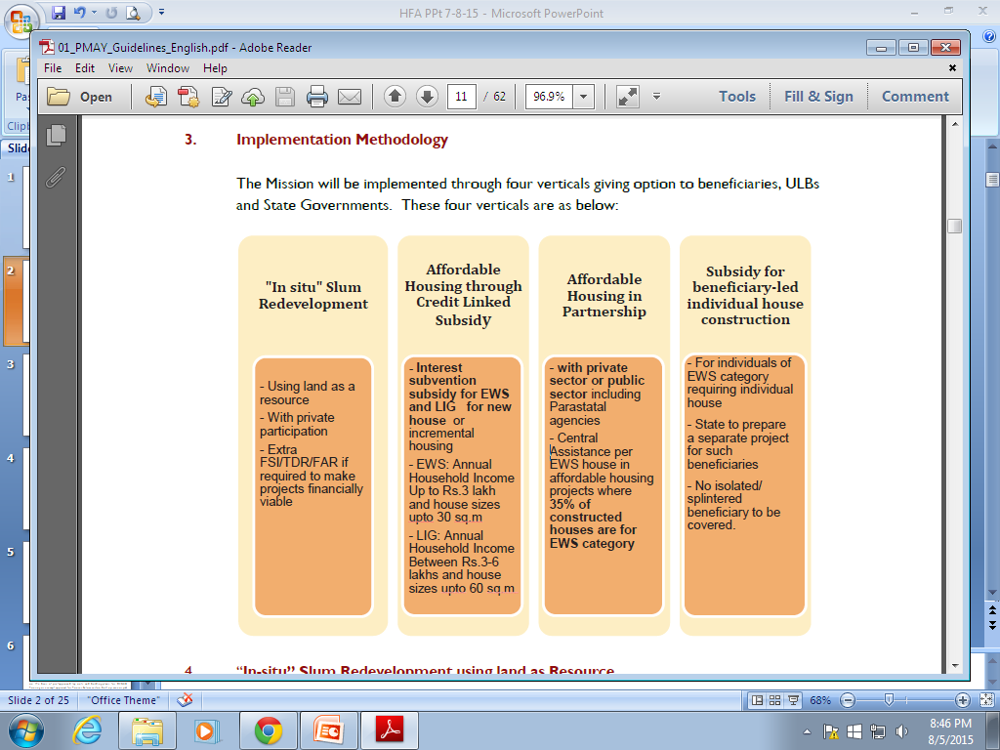 HFA PPt 7-8-15 - Microsoft PowerPoint
01_PMAY_Guidelines_English.pdf - Adobe Reader
File Edit View Window Help
Open 11 / 62 96.9% Tools Fill & Sign Comment
Slide
1
2
3
4
5
6
3. Implementation Methodology
The Mission will be implemented through four verticals giving option to beneficiaries, ULBs
and State Governments. These four verticals are as below:
"In situ" Slum
Redevelopment
- Using land as a
resource
- With private
participation
- Extra
FSI/TDR/FAR if
required to make
projects financially
viable
Affordable
Housing through
Credit Linked
Subsidy
- Interest
subvention
subsidy for EWS
and LIG for new
house or
incremental
housing
- EWS: Annual
Household Income
Up to Rs.3 lakh
and house sizes
upto 30 sq.m
- LIG: Annual
Household Income
Between Rs.3-6
lakhs and house
sizes upto 60 sq.m
Affordable
Housing in
Partnership
- with private
sector or public
sector including
Parastatal
agencies
- Central
Assistance per
EWS house in
affordable housing
projects where
35% of
constructed
houses are for
EWS category
Subsidy for
beneficiary-led
individual house
construction
- For individuals of
EWS category
requiring individual
house
- State to prepare
a separate project
for such
beneficiaries
- No isolated/
splintered
beneficiary to be
covered.
4. "In-situ" Slum Redevelopment using land as Resource
Slide 2 of 25 "Office Theme" 68%
8:46 PM
8/5/2015